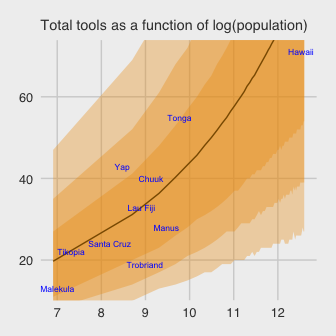 Total tools as a function of log(population)
Hawaii
60
Tonga
Yap
40
Chuuk
Lau Fiji
Manus
Santa Cruz
Tikopia
20
Trobriand
Malekula
7 8 9 10 11 12